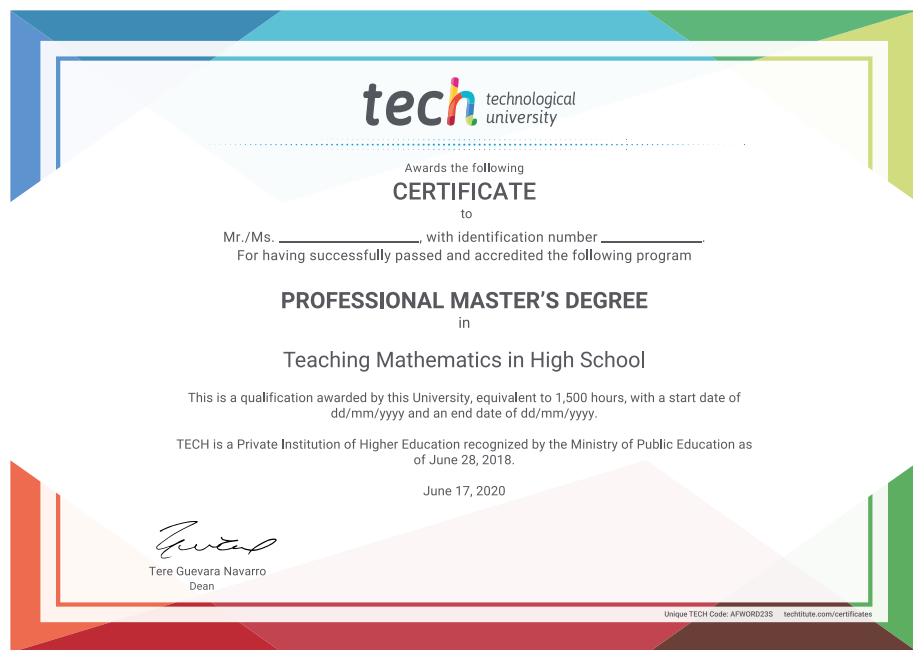 tech technological
university
Awards the following
CERTIFICATE
to
Mr./Ms. ________________, with identification number ____________.
For having successfully passed and accredited the following program
PROFESSIONAL MASTER'S DEGREE
in
Teaching Mathematics in High School
This is a qualification awarded by this University, equivalent to 1,500 hours, with a start date of
dd/mm/yyyy and an end date of dd/mm/yyyy.
TECH is a Private Institution of Higher Education recognized by the Ministry of Public Education as
of June 28, 2018.
June 17, 2020
Tere Guevara Navarro
Dean
Unique TECH Code: AFWORD23S techtitute.com/certificates